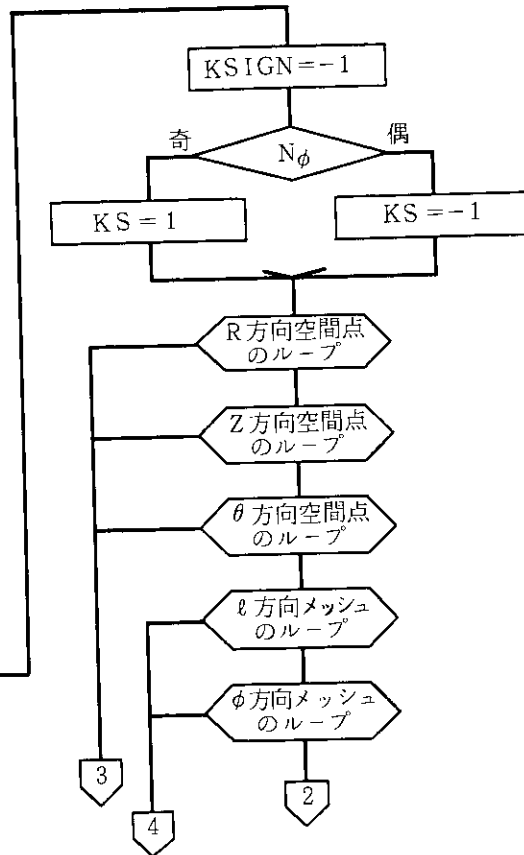 KSIGN=-1
奇
偶
Nφ
KS=1
KS=-1
R方向空間点
のループ
Z方向空間点
のループ
θ方向空間点
のループ
ℓ方向メッシュ
のループ
φ方向メッシュ
のループ
3
2
4